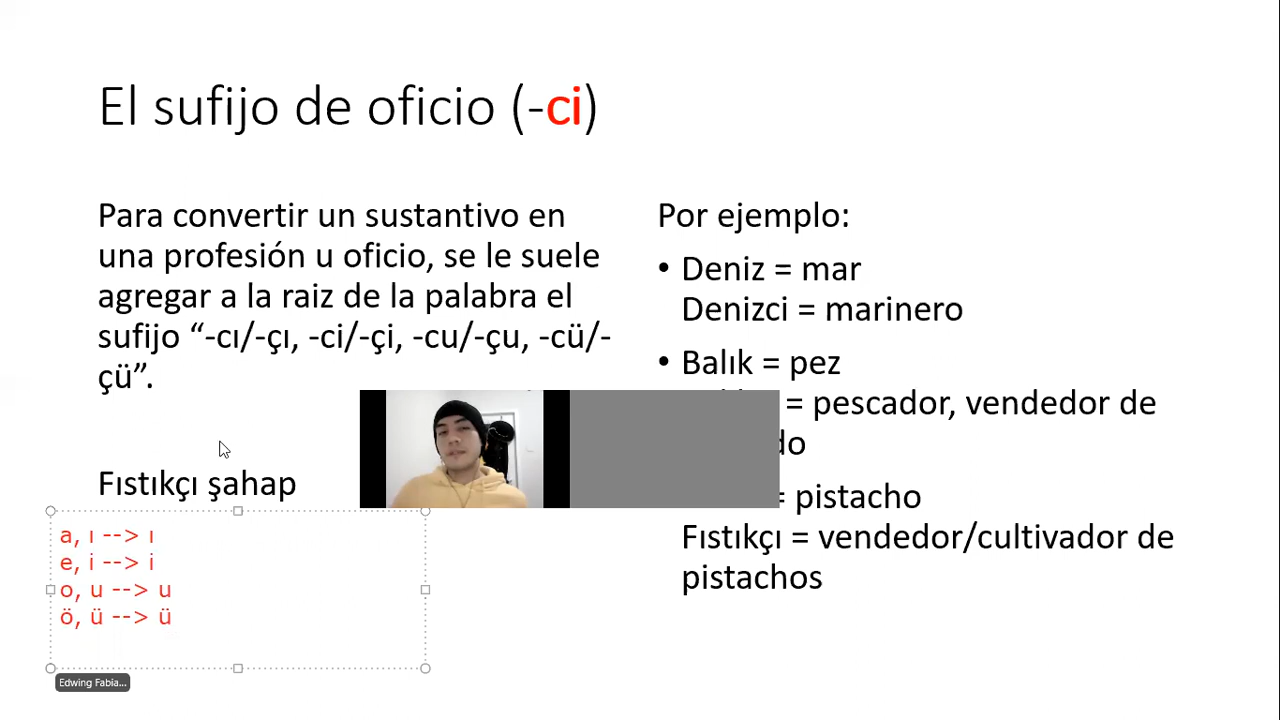 El sufijo de oficio (-ci)
Para convertir un sustantivo en
una profesión u oficio, se le suele
agregar a la raiz de la palabra el
sufijo “-cı/-çı, -ci/-çi, -cu/-çu, -cü/-
çü”.
Fıstıkçı şahap
a, ı --> ı
e, i --> i
o, u --> u
ö, ü --> ü
Edwing Fabia...
Por ejemplo:
• Deniz = mar
Denizci = marinero
• Balık = pez
= pescador, vendedor de
= pistacho
Fıstıkçı = vendedor/cultivador de
pistachos